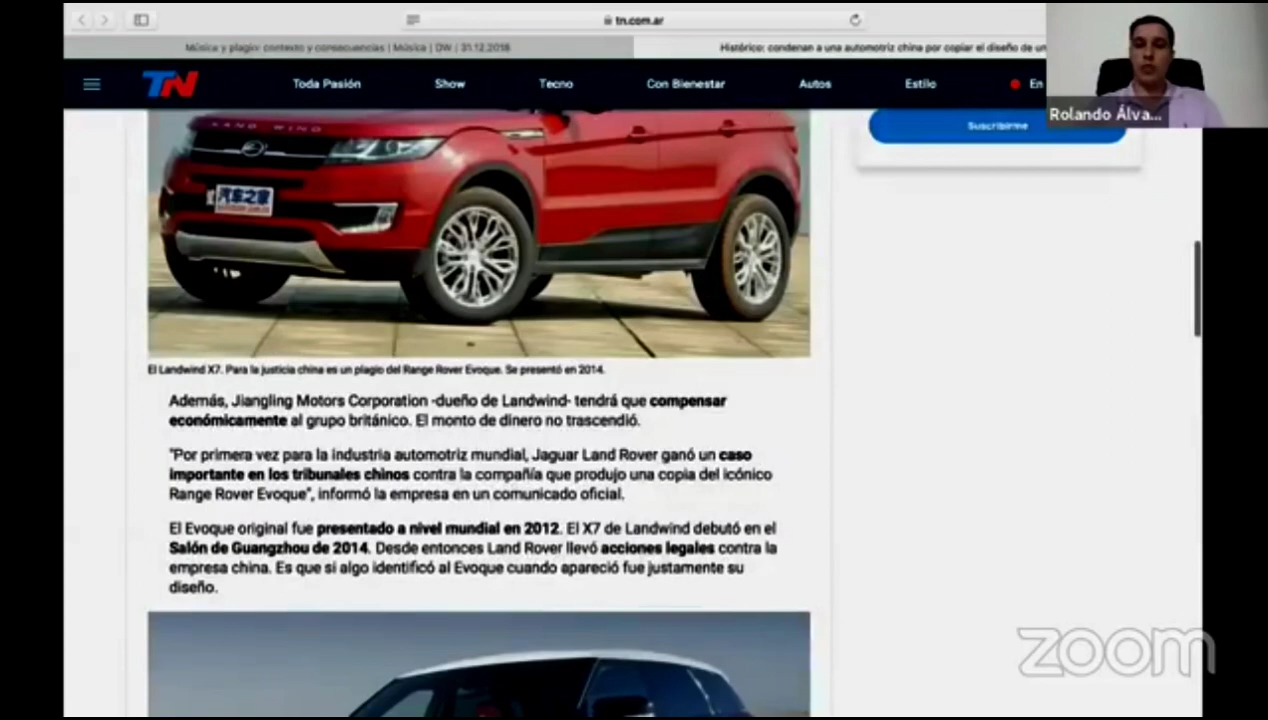 tn.com.ar
Música y plagio: contexto y consecuencias | Música | DW | 31.12.2018
Histórico: condenan a una automotriz china por copiar el diseño de un
TN
Toda Pasión
Show
Tecno
Con Bienestar
Autos
Estilo
En
Rolando Álva...
Suscribirme
LAND WIND
汽车之家
El Landwind X7. Para la justicia china es un plagio del Range Rover Evoque. Se presentó en 2014.
Además, Jiangling Motors Corporation -dueño de Landwind- tendrá que compensar
económicamente al grupo británico. El monto de dinero no trascendió.
"Por primera vez para la industria automotriz mundial, Jaguar Land Rover ganó un caso
importante en los tribunales chinos contra la compañía que produjo una copia del icónico
Range Rover Evoque", informó la empresa en un comunicado oficial.
El Evoque original fue presentado a nivel mundial en 2012. El X7 de Landwind debutó en el
Salón de Guangzhou de 2014. Desde entonces Land Rover llevó acciones legales contra la
empresa china. Es que si algo identificó al Evoque cuando apareció fue justamente su
diseño.
zoom